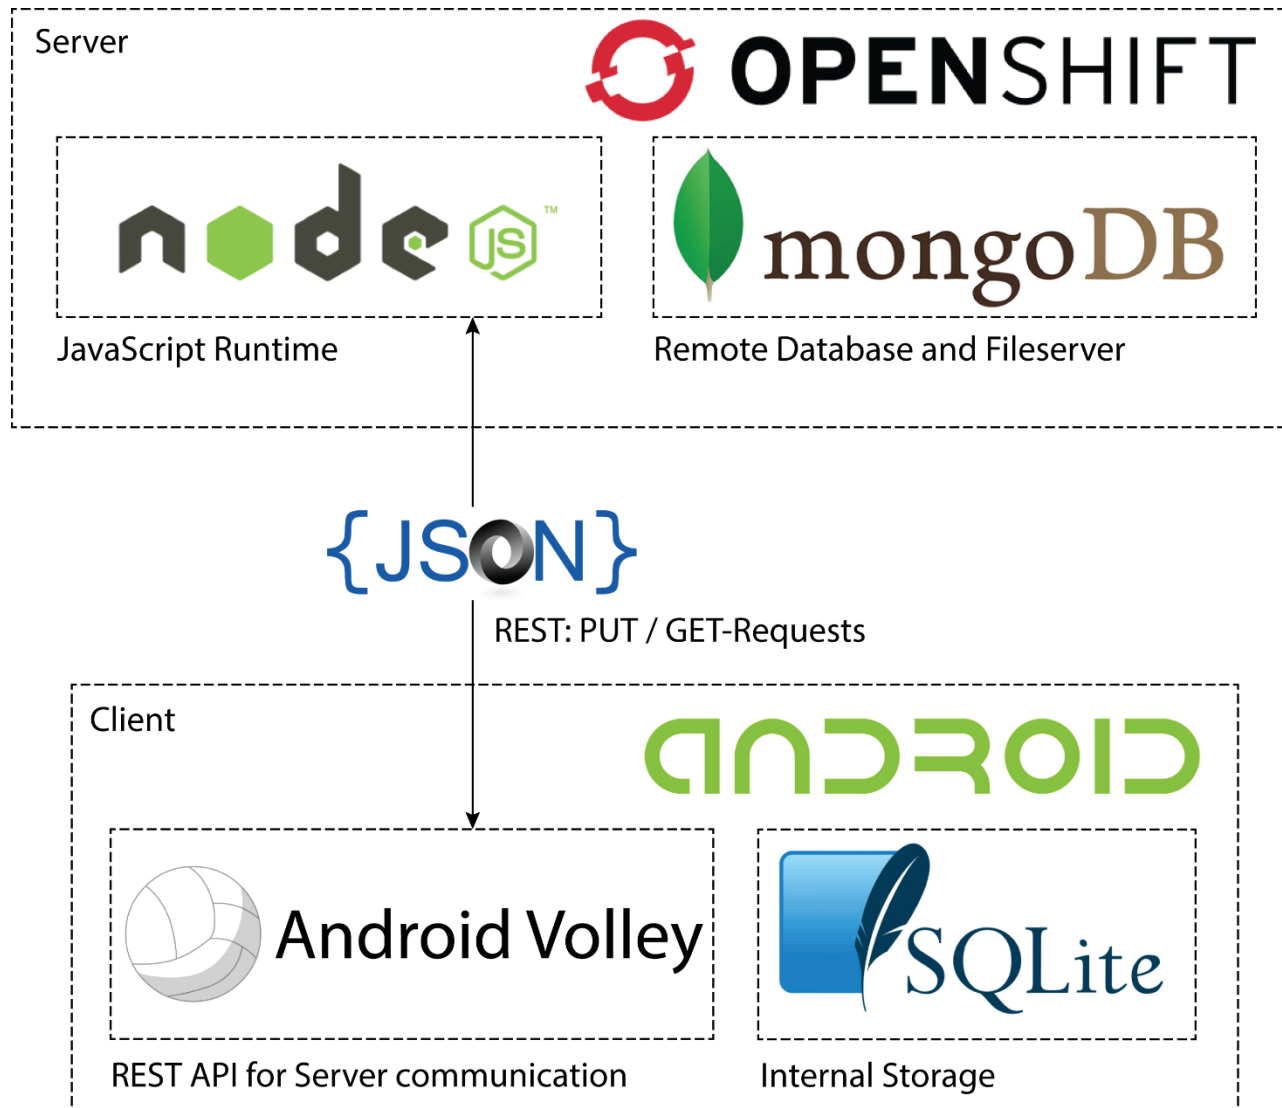 Server
OPENSHIFT
node JS ™
mongoDB
JavaScript Runtime
Remote Database and Fileserver
{JSON}
REST: PUT / GET-Requests
Client
ANDROID
Android Volley
SQLite
REST API for Server communication
Internal Storage